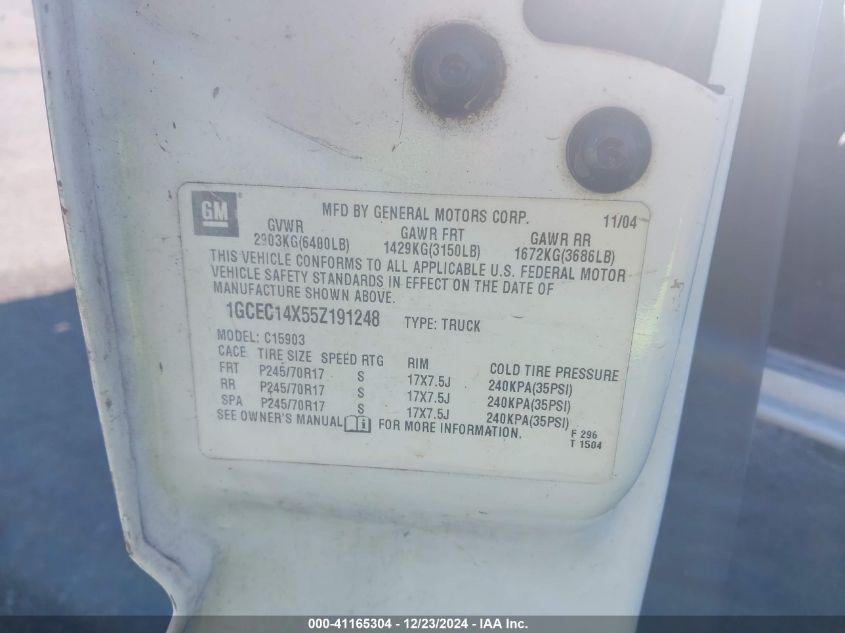 GM
MFD BY GENERAL MOTORS CORP. 11/04
GVWR GAWR FRT GAWR RR
2903KG(6400LB) 1429KG(3150LB) 1672KG(3686LB)
THIS VEHICLE CONFORMS TO ALL APPLICABLE U.S. FEDERAL MOTOR
VEHICLE SAFETY STANDARDS IN EFFECT ON THE DATE OF
MANUFACTURE SHOWN ABOVE.
1GCEC14X55Z191248 TYPE: TRUCK
MODEL: C15903
CACE TIRE SIZE SPEED RTG RIM COLD TIRE PRESSURE
FRT P245/70R17 S 17X7.5J 240KPA(35PSI)
RR P245/70R17 S 17X7.5J 240KPA(35PSI)
SPA P245/70R17 S 17X7.5J 240KPA(35PSI)
SEE OWNER'S MANUAL FOR MORE INFORMATION.
F 296
T 1504
000-41165304 - 12/23/2024 - IAA Inc.